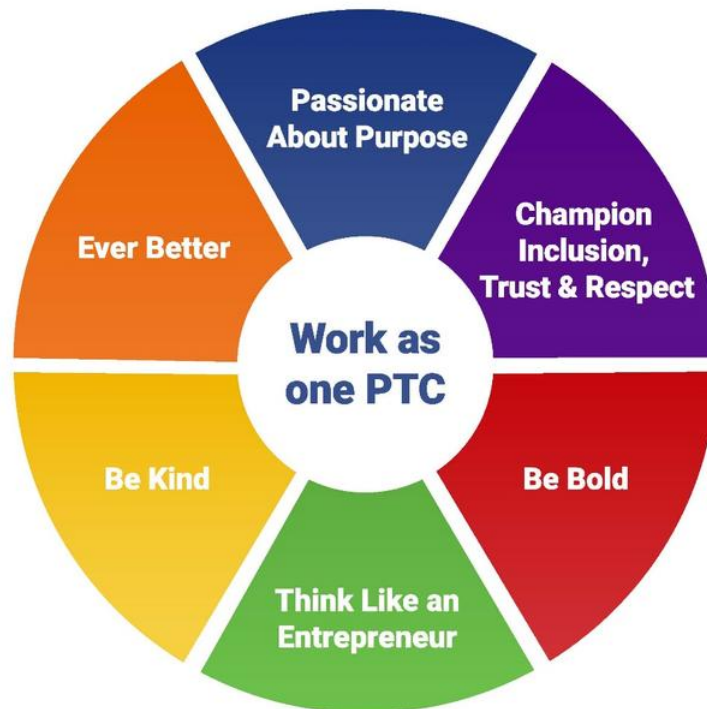 Passionate
About Purpose
Champion
Inclusion,
Trust & Respect
Be Bold
Think Like an
Entrepreneur
Be Kind
Ever Better
Work as
one PTC